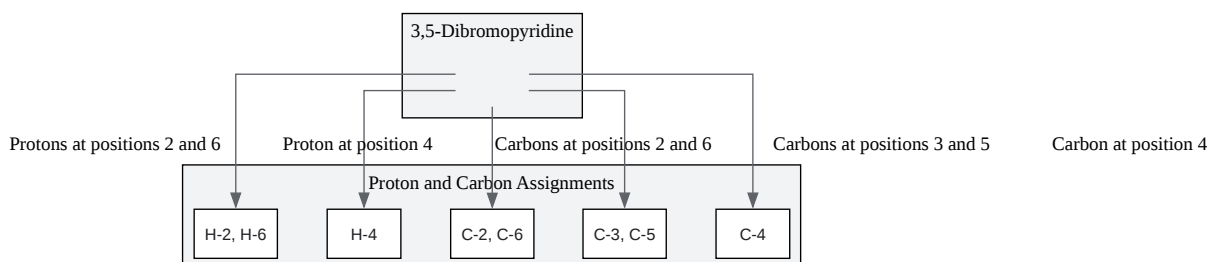 3,5-Dibromopyridine
Protons at positions 2 and 6
Proton at position 4
Carbons at positions 2 and 6
Carbons at positions 3 and 5
Carbon at position 4
Proton and Carbon Assignments
H-2, H-6
H-4
C-2, C-6
C-3, C-5
C-4